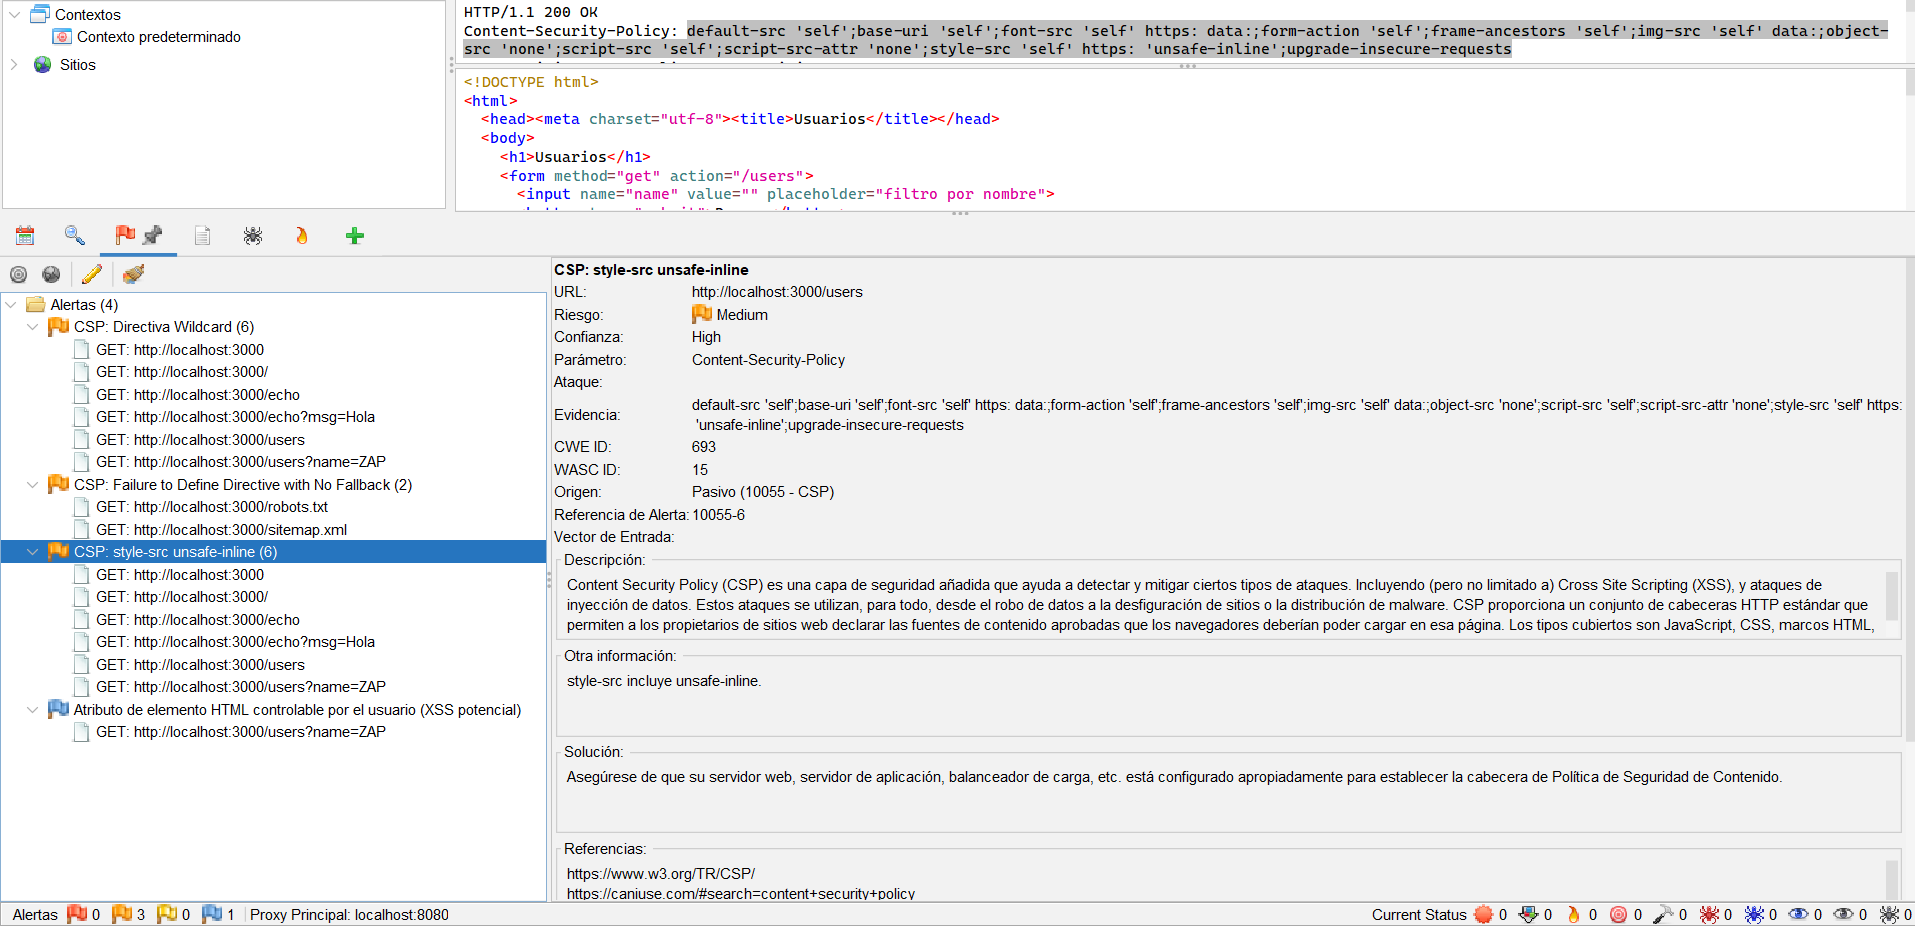 Contextos
Contexto predeterminado
Sitios
HTTP/1.1 200 OK
Content-Security-Policy: default-src 'self';base-uri 'self';font-src 'self' https: data:;form-action 'self';frame-ancestors 'self';img-src 'self' data:;object-
src 'none';script-src 'self';script-src-attr 'none';style-src 'self' https: 'unsafe-inline';upgrade-insecure-requests
<!DOCTYPE html>
<html>
<head><meta charset="utf-8"><title>Usuarios</title></head>
<body>
<h1>Usuarios</h1>
<form method="get" action="/users">
<input name="name" value="" placeholder="filtro por nombre">
Alertas (4)
CSP: Directiva Wildcard (6)
GET: http://localhost:3000
GET: http://localhost:3000/
GET: http://localhost:3000/echo
GET: http://localhost:3000/echo?msg=Hola
GET: http://localhost:3000/users
GET: http://localhost:3000/users?name=ZAP
CSP: Failure to Define Directive with No Fallback (2)
GET: http://localhost:3000/robots.txt
GET: http://localhost:3000/sitemap.xml
CSP: style-src unsafe-inline (6)
GET: http://localhost:3000
GET: http://localhost:3000/
GET: http://localhost:3000/echo
GET: http://localhost:3000/echo?msg=Hola
GET: http://localhost:3000/users
GET: http://localhost:3000/users?name=ZAP
Atributo de elemento HTML controlable por el usuario (XSS potencial)
GET: http://localhost:3000/users?name=ZAP
CSP: style-src unsafe-inline
URL: http://localhost:3000/users
Riesgo: Medium
Confianza: High
Parámetro: Content-Security-Policy
Ataque:
Evidencia: default-src 'self';base-uri 'self';font-src 'self' https: data:;form-action 'self';frame-ancestors 'self';img-src 'self' data:;object-src 'none';script-src 'self';script-src-attr 'none';style-src 'self' https:
'unsafe-inline';upgrade-insecure-requests
CWE ID: 693
WASC ID: 15
Origen: Pasivo (10055 - CSP)
Referencia de Alerta: 10055-6
Vector de Entrada:
Descripción:
Content Security Policy (CSP) es una capa de seguridad añadida que ayuda a detectar y mitigar ciertos tipos de ataques. Incluyendo (pero no limitado a) Cross Site Scripting (XSS), y ataques de
inyección de datos. Estos ataques se utilizan, para todo, desde el robo de datos a la desfiguración de sitios o la distribución de malware. CSP proporciona un conjunto de cabeceras HTTP estándar que
permiten a los propietarios de sitios web declarar las fuentes de contenido aprobadas que los navegadores deberían poder cargar en esa página. Los tipos cubiertos son JavaScript, CSS, marcos HTML,
Otra información:
style-src incluye unsafe-inline.
Solución:
Asegúrese de que su servidor web, servidor de aplicación, balanceador de carga, etc. está configurado apropiadamente para establecer la cabecera de Política de Seguridad de Contenido.
Referencias:
https://www.w3.org/TR/CSP/
https://caniuse.com/#search=content+security+policy
Alertas 0 3 0 1 Proxy Principal: localhost:8080
Current Status 0 0 0 0 0 0 0 0 0 0